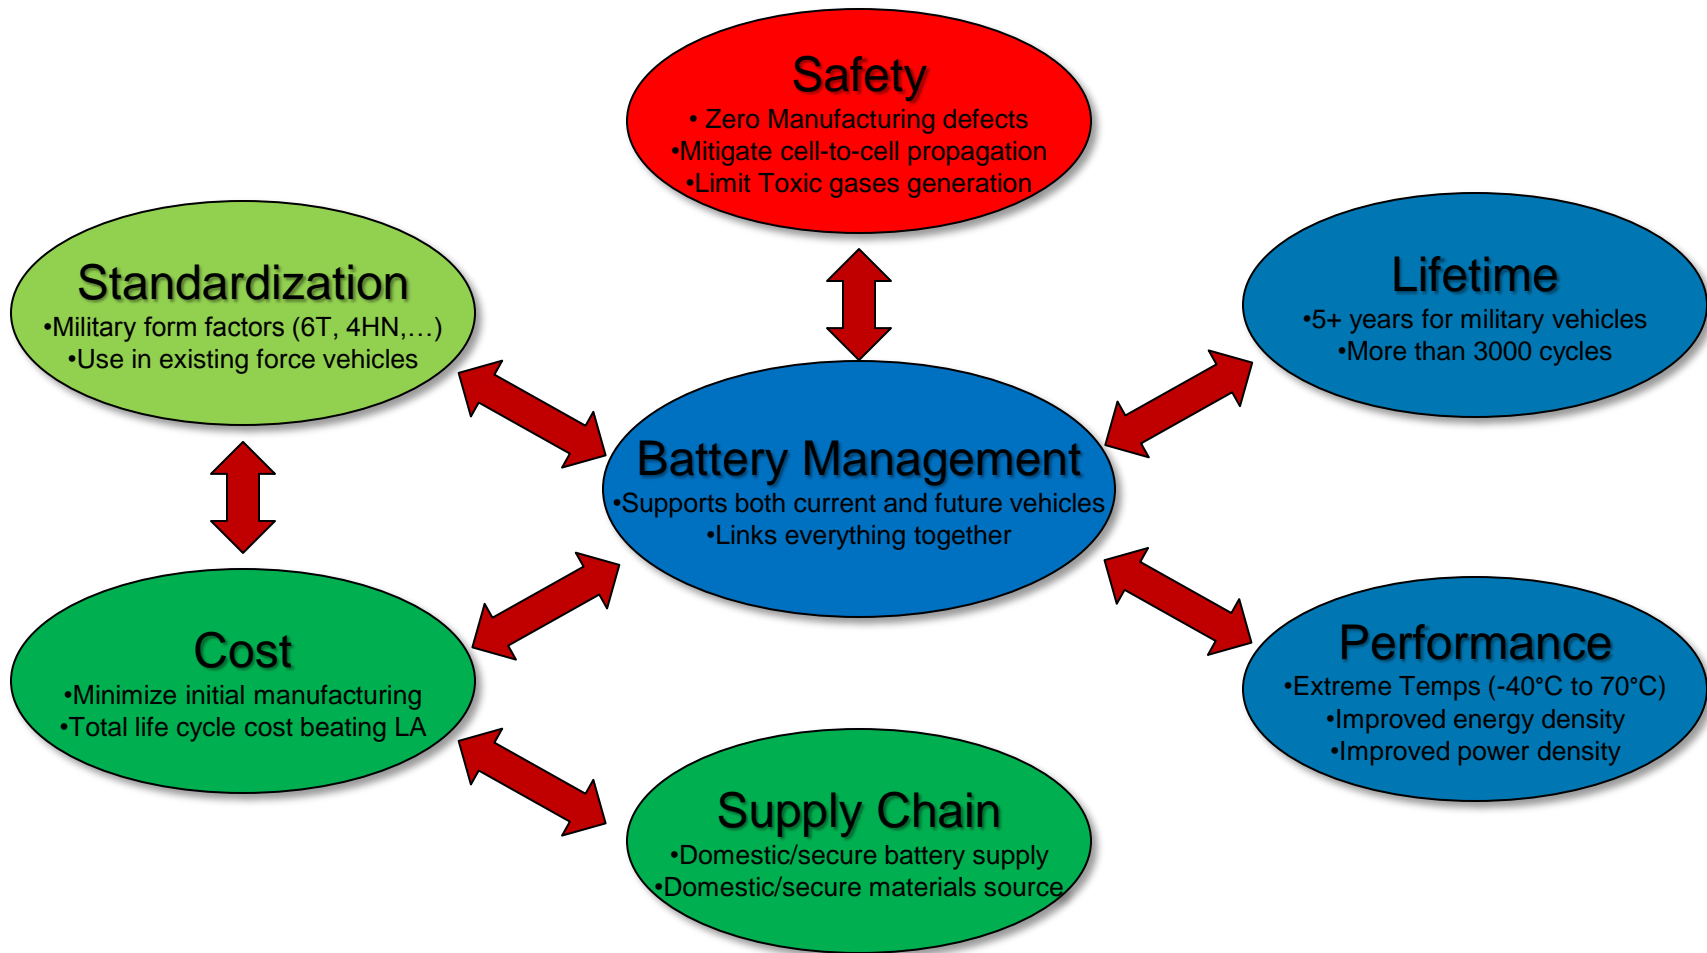 Safety
• Zero Manufacturing defects
•Mitigate cell-to-cell propagation
•Limit Toxic gases generation
Standardization
•Military form factors (6T, 4HN,…)
•Use in existing force vehicles
Lifetime
•5+ years for military vehicles
•More than 3000 cycles
Battery Management
•Supports both current and future vehicles
•Links everything together
Cost
•Minimize initial manufacturing
•Total life cycle cost beating LA
Performance
•Extreme Temps (-40°C to 70°C)
•Improved energy density
•Improved power density
Supply Chain
•Domestic/secure battery supply
•Domestic/secure materials source